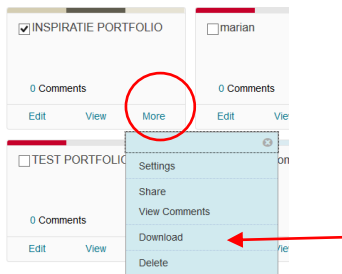 INSPIRATIE PORTFOLIO
marian
0 Comments
0 Comments
Edit View More
Edit
TEST PORTFOLIO
0 Comments
Edit View
Settings
Share
View Comments
Download
Delete